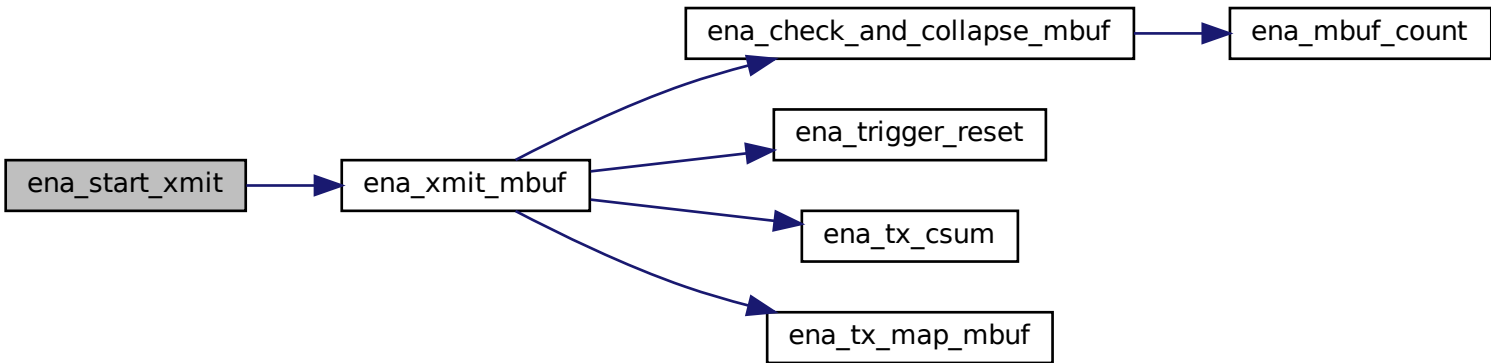 ena_start_xmit
ena_xmit_mbuf
ena_check_and_collapse_mbuf
ena_mbuf_count
ena_trigger_reset
ena_tx_csum
ena_tx_map_mbuf